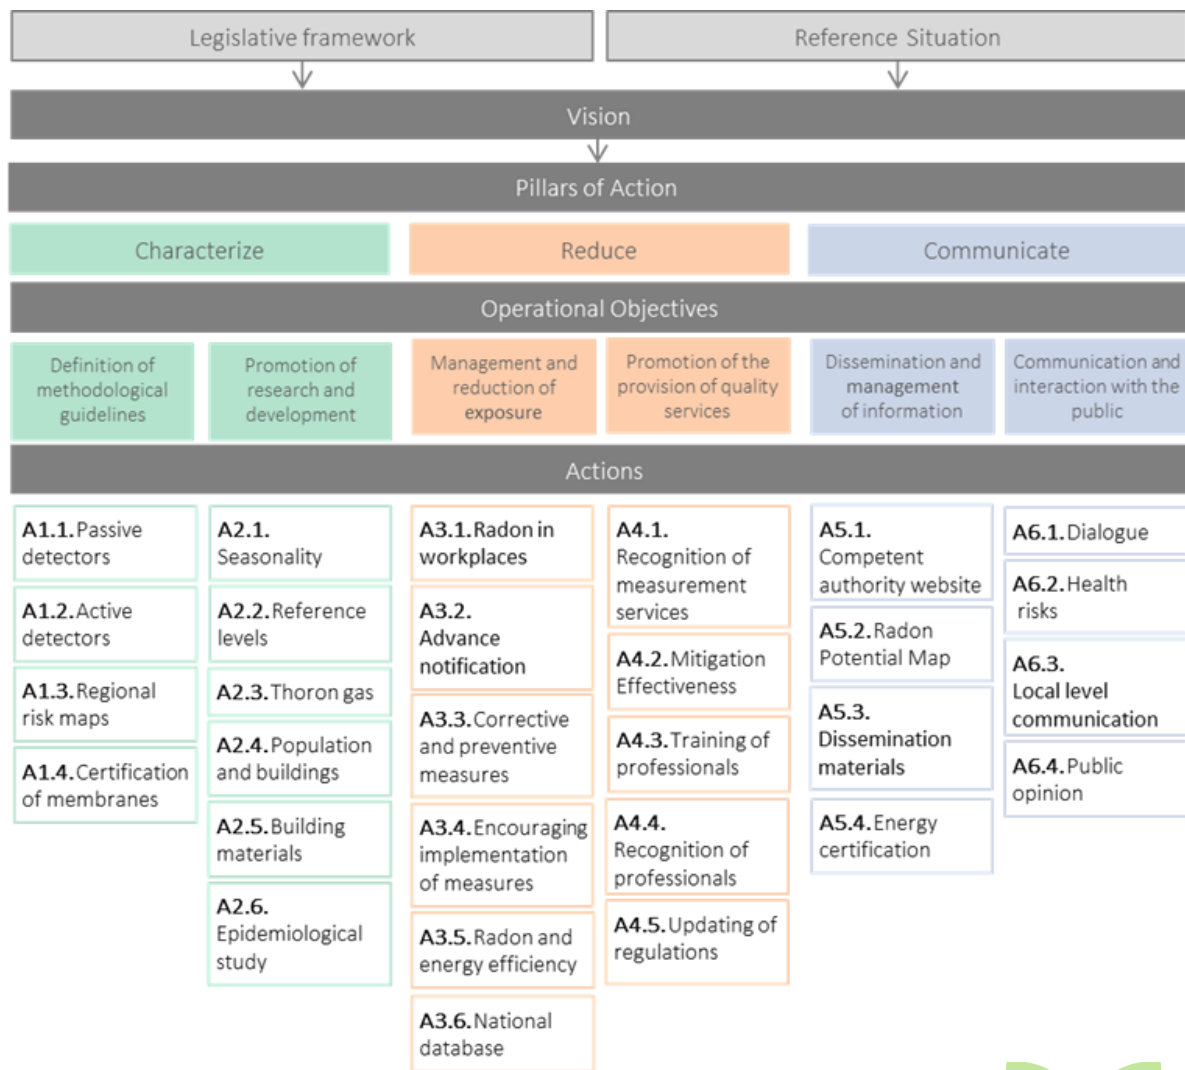 Legislative framework
Reference Situation
Vision
Pillars of Action
Characterize
Reduce
Communicate
Operational Objectives
Definition of
methodological
guidelines
Promotion of
research and
development
Management and
reduction of
exposure
Promotion of the
provision of quality
services
Dissemination and
management
of information
Communication and
interaction with the
public
Actions
A1.1. Passive
detectors
A1.2. Active
detectors
A1.3. Regional
risk maps
A1.4. Certification
of membranes
A2.1.
Seasonality
A2.2. Reference
levels
A2.3. Thoron gas
A2.4. Population
and buildings
A2.5. Building
materials
A2.6.
Epidemiological
study
A3.1. Radon in
workplaces
A3.2.
Advance
notification
A3.3. Corrective
and preventive
measures
A3.4. Encouraging
implementation
of measures
A3.5. Radon and
energy efficiency
A3.6. National
database
A4.1.
Recognition of
measurement
services
A4.2. Mitigation
Effectiveness
A4.3. Training of
professionals
A4.4.
Recognition of
professionals
A4.5. Updating of
regulations
A5.1.
Competent
authority website
A5.2. Radon
Potential Map
A5.3.
Dissemination
materials
A5.4. Energy
certification
A6.1. Dialogue
A6.2. Health
risks
A6.3.
Local level
communication
A6.4. Public
opinion